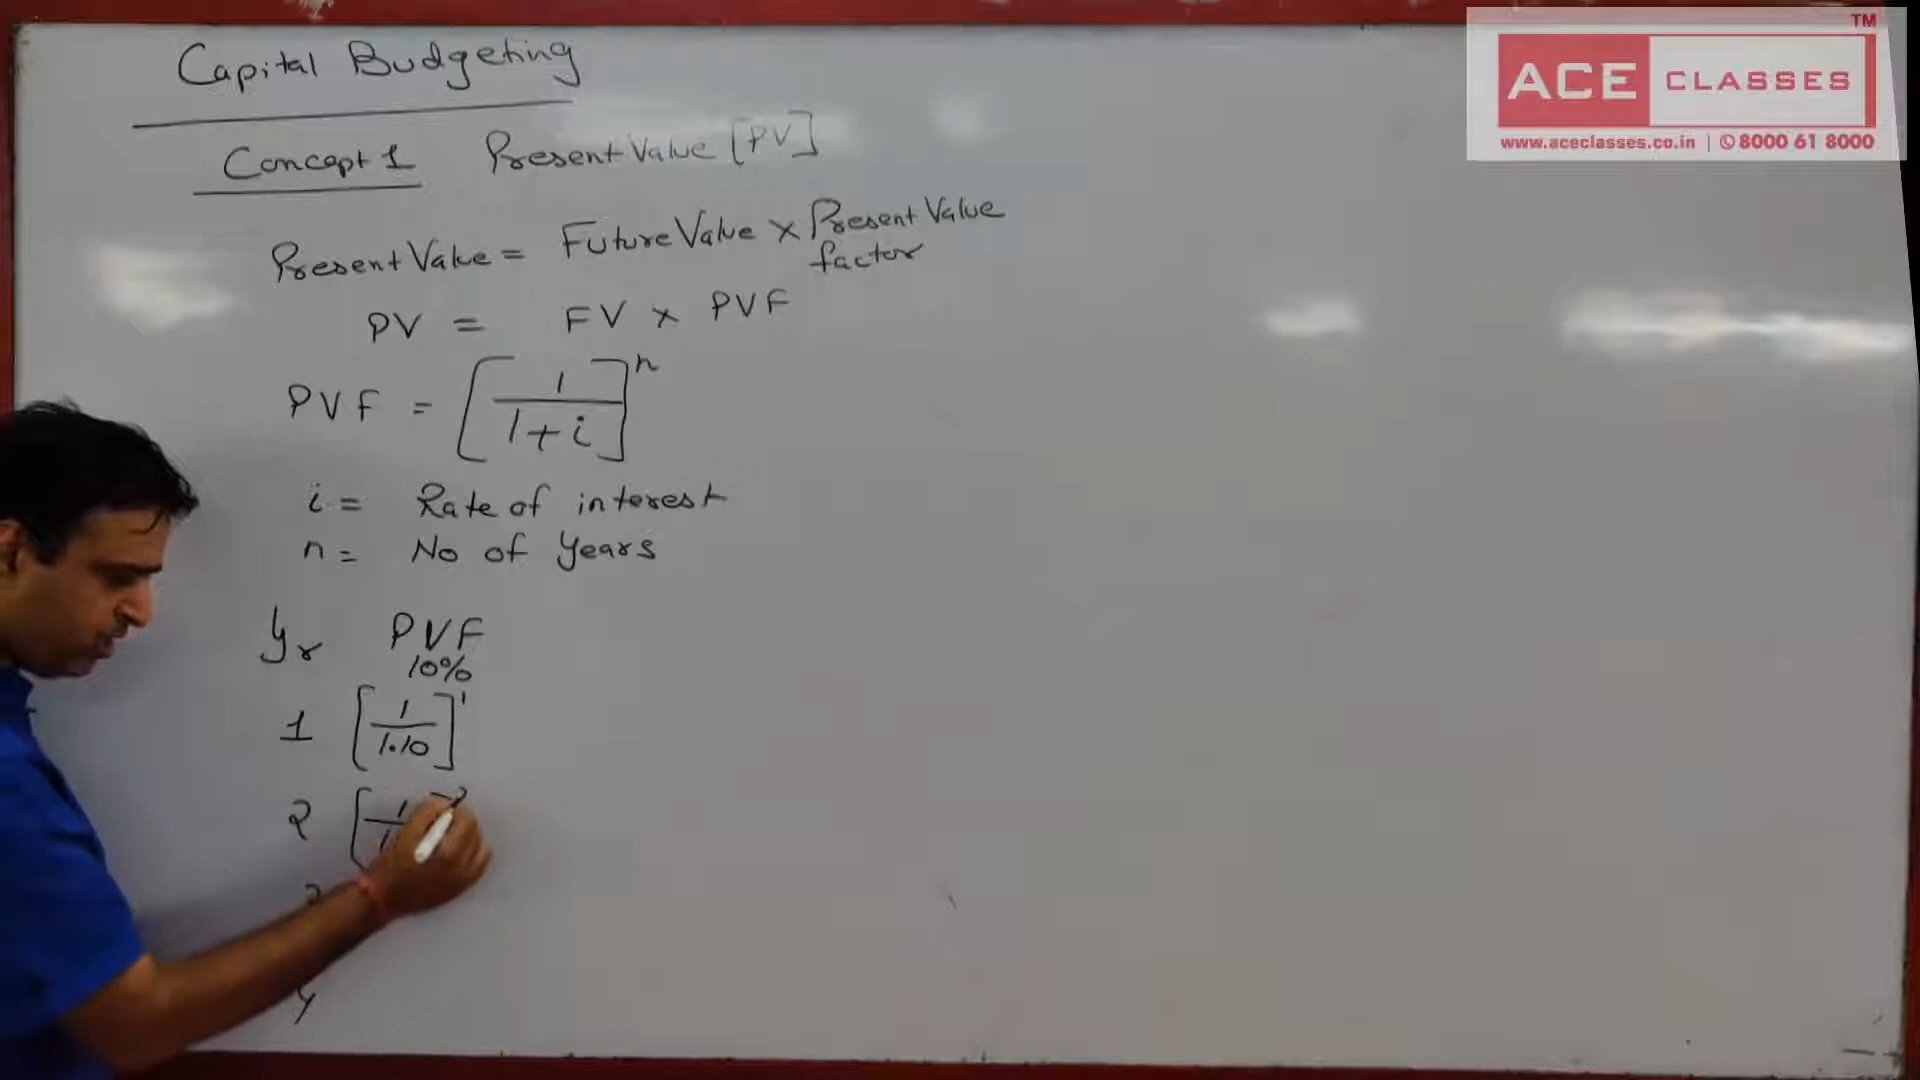 Capital Budgeting
Concept 1 Present Value [PV]
Present Value = Future Value × Present Value
factor
PV = FV × PVF
PVF = [1/1+i]^n
i = Rate of interest
n = No of years
yr PVF
10%
1 [1/1.10]^1
2
4
TM
ACE CLASSES
www.aceclasses.co.in | 8000 61 8000